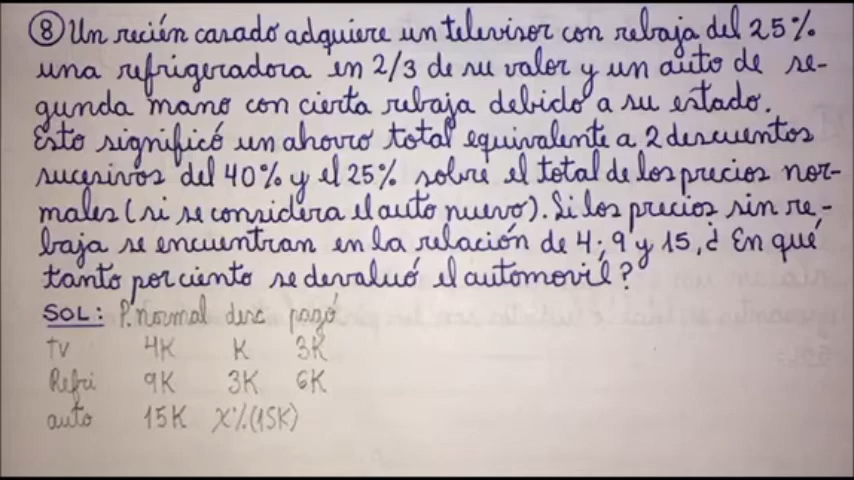 ⑧ Un recién casado adquiere un televisor con rebaja del 25%.
una refrigeradora en 2/3 de su valor y un auto de se-
gunda mano con cierta rebaja debido a su estado.
Esto significó un ahorro total equivalente a 2 descuentos
sucesivos del 40% y el 25% sobre el total de los precios nor-
males (si se considera el auto nuevo). Si los precios sin re-
baja se encuentran en la relación de 4; 9 y 15, ¿En qué
tanto por ciento se devaluó el automovil?
SOL: P. normal desc pagó
TV 4K K 3K
Refri 9K 3K 6K
auto 15K X%(15K)